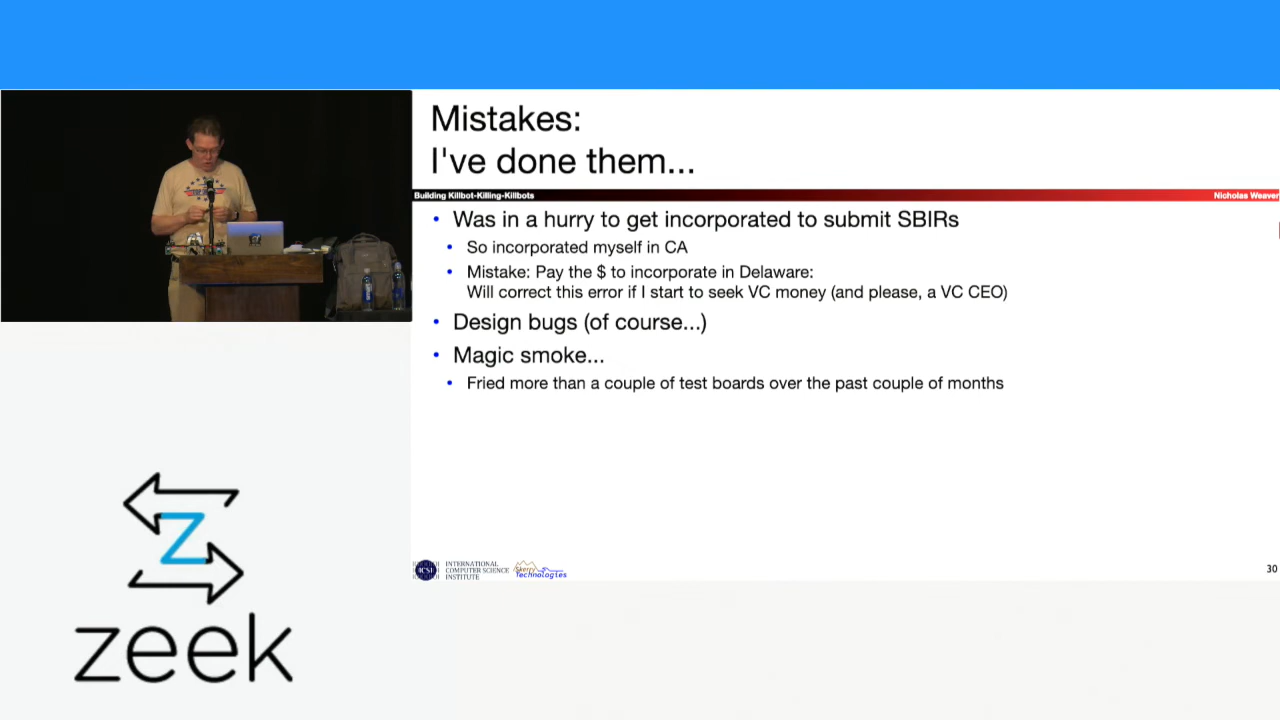 Mistakes:
I've done them...
Building Killbot-Killing-Killbots
Nicholas Weaver
• Was in a hurry to get incorporated to submit SBIRs
• So incorporated myself in CA
• Mistake: Pay the $ to incorporate in Delaware:
Will correct this error if I start to seek VC money (and please, a VC CEO)
• Design bugs (of course...)
• Magic smoke...
• Fried more than a couple of test boards over the past couple of months
ICSI
INTERNATIONAL
COMPUTER SCIENCE
INSTITUTE
Skerry
Technologies
30
z
zeek